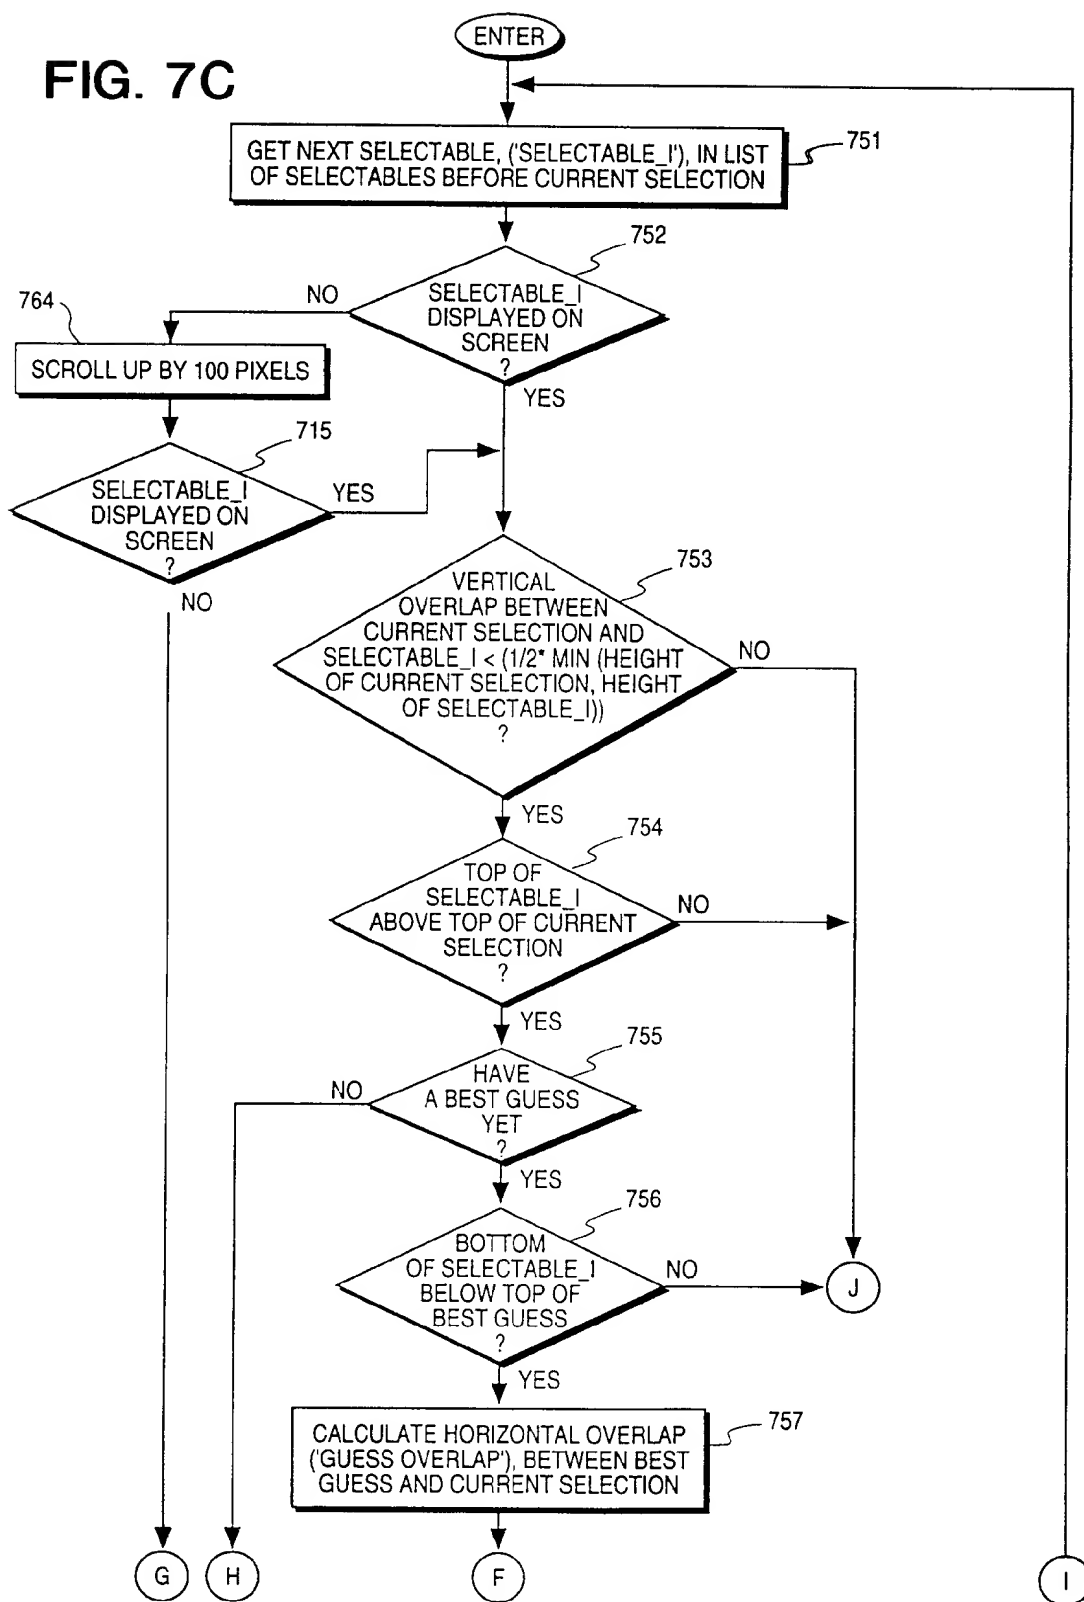 ENTER
FIG. 7C
GET NEXT SELECTABLE, ('SELECTABLE_I'), IN LIST
OF SELECTABLES BEFORE CURRENT SELECTION
751
752
SELECTABLE_I
DISPLAYED ON
SCREEN
?
NO
YES
764
SCROLL UP BY 100 PIXELS
715
SELECTABLE_I
DISPLAYED ON
SCREEN
?
YES
NO
753
VERTICAL
OVERLAP BETWEEN
CURRENT SELECTION AND
SELECTABLE_I < (1/2* MIN (HEIGHT
OF CURRENT SELECTION, HEIGHT
OF SELECTABLE_I))
?
NO
YES
754
TOP OF
SELECTABLE_I
ABOVE TOP OF CURRENT
SELECTION
?
NO
YES
755
HAVE
A BEST GUESS
YET
?
NO
YES
756
BOTTOM
OF SELECTABLE_I
BELOW TOP OF
BEST GUESS
?
NO
J
YES
757
CALCULATE HORIZONTAL OVERLAP
('GUESS OVERLAP'), BETWEEN BEST
GUESS AND CURRENT SELECTION
G
H
F
I